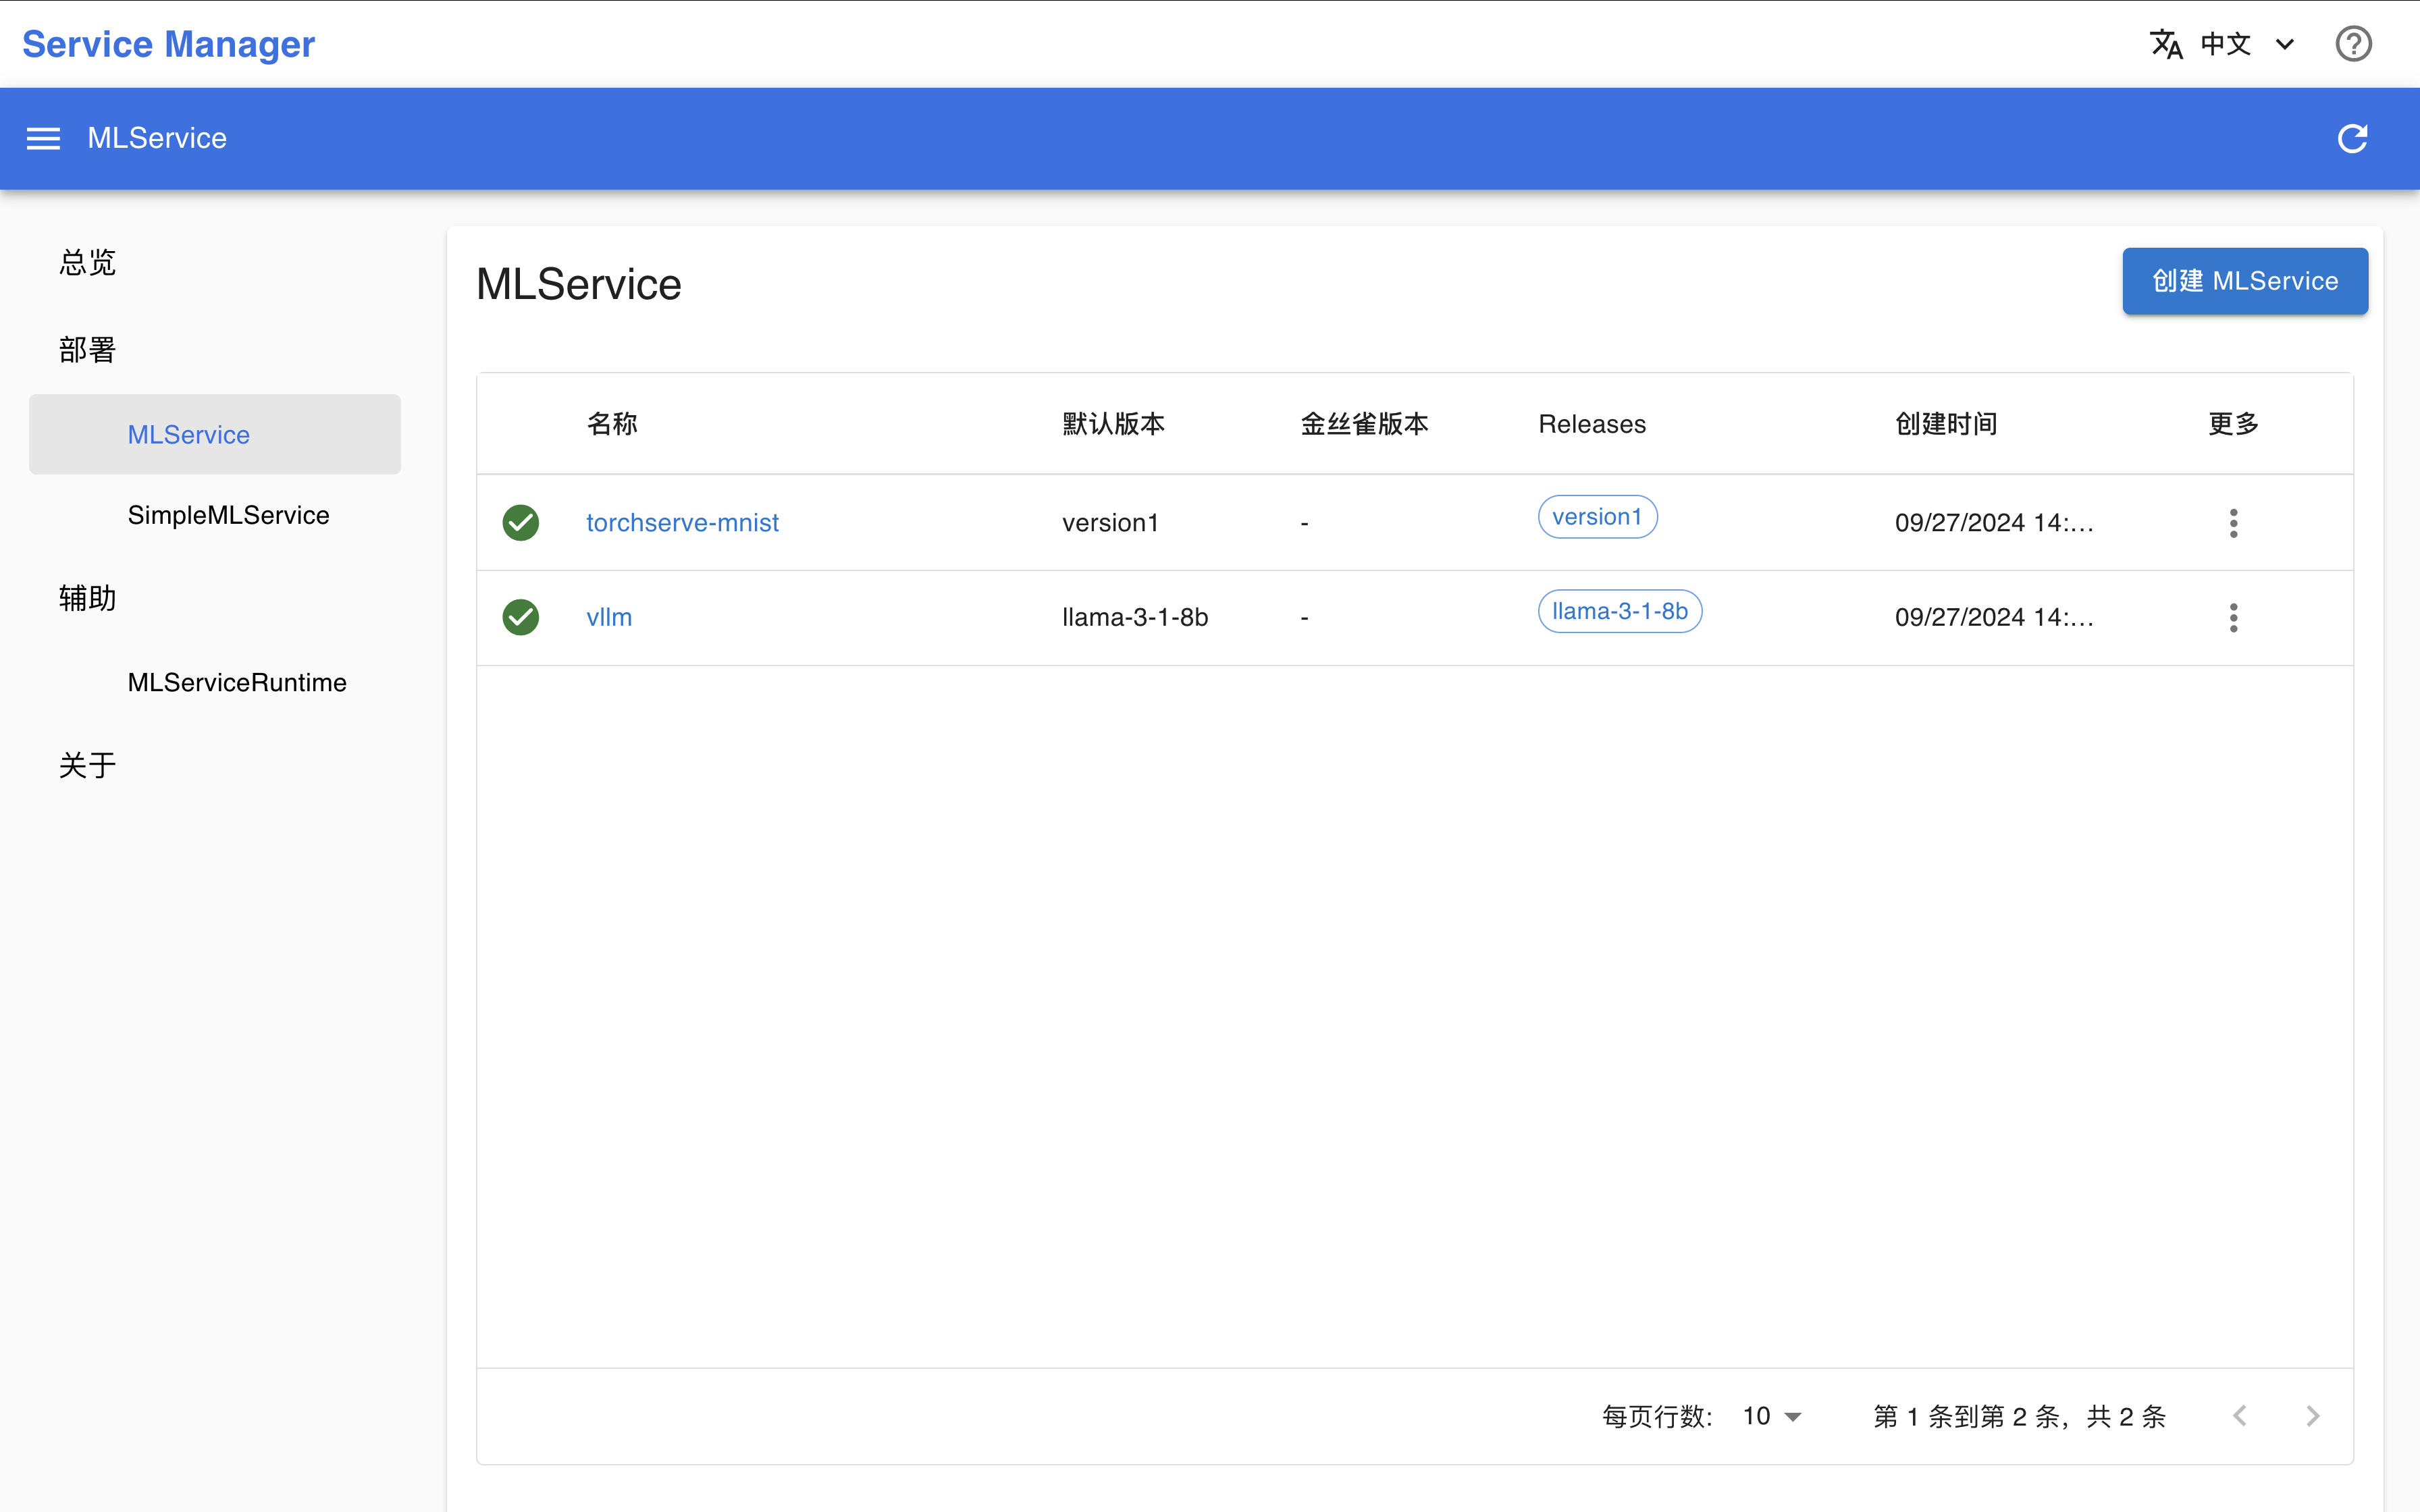 Service Manager
中文
MLService
总览
部署
MLService
SimpleMLService
辅助
MLServiceRuntime
关于
MLService
创建 MLService
名称 默认版本 金丝雀版本 Releases 创建时间 更多
torchserve-mnist version1 - version1 09/27/2024 14:...
vllm llama-3-1-8b - llama-3-1-8b 09/27/2024 14:...
每页行数: 10 第 1 条到第 2 条，共 2 条